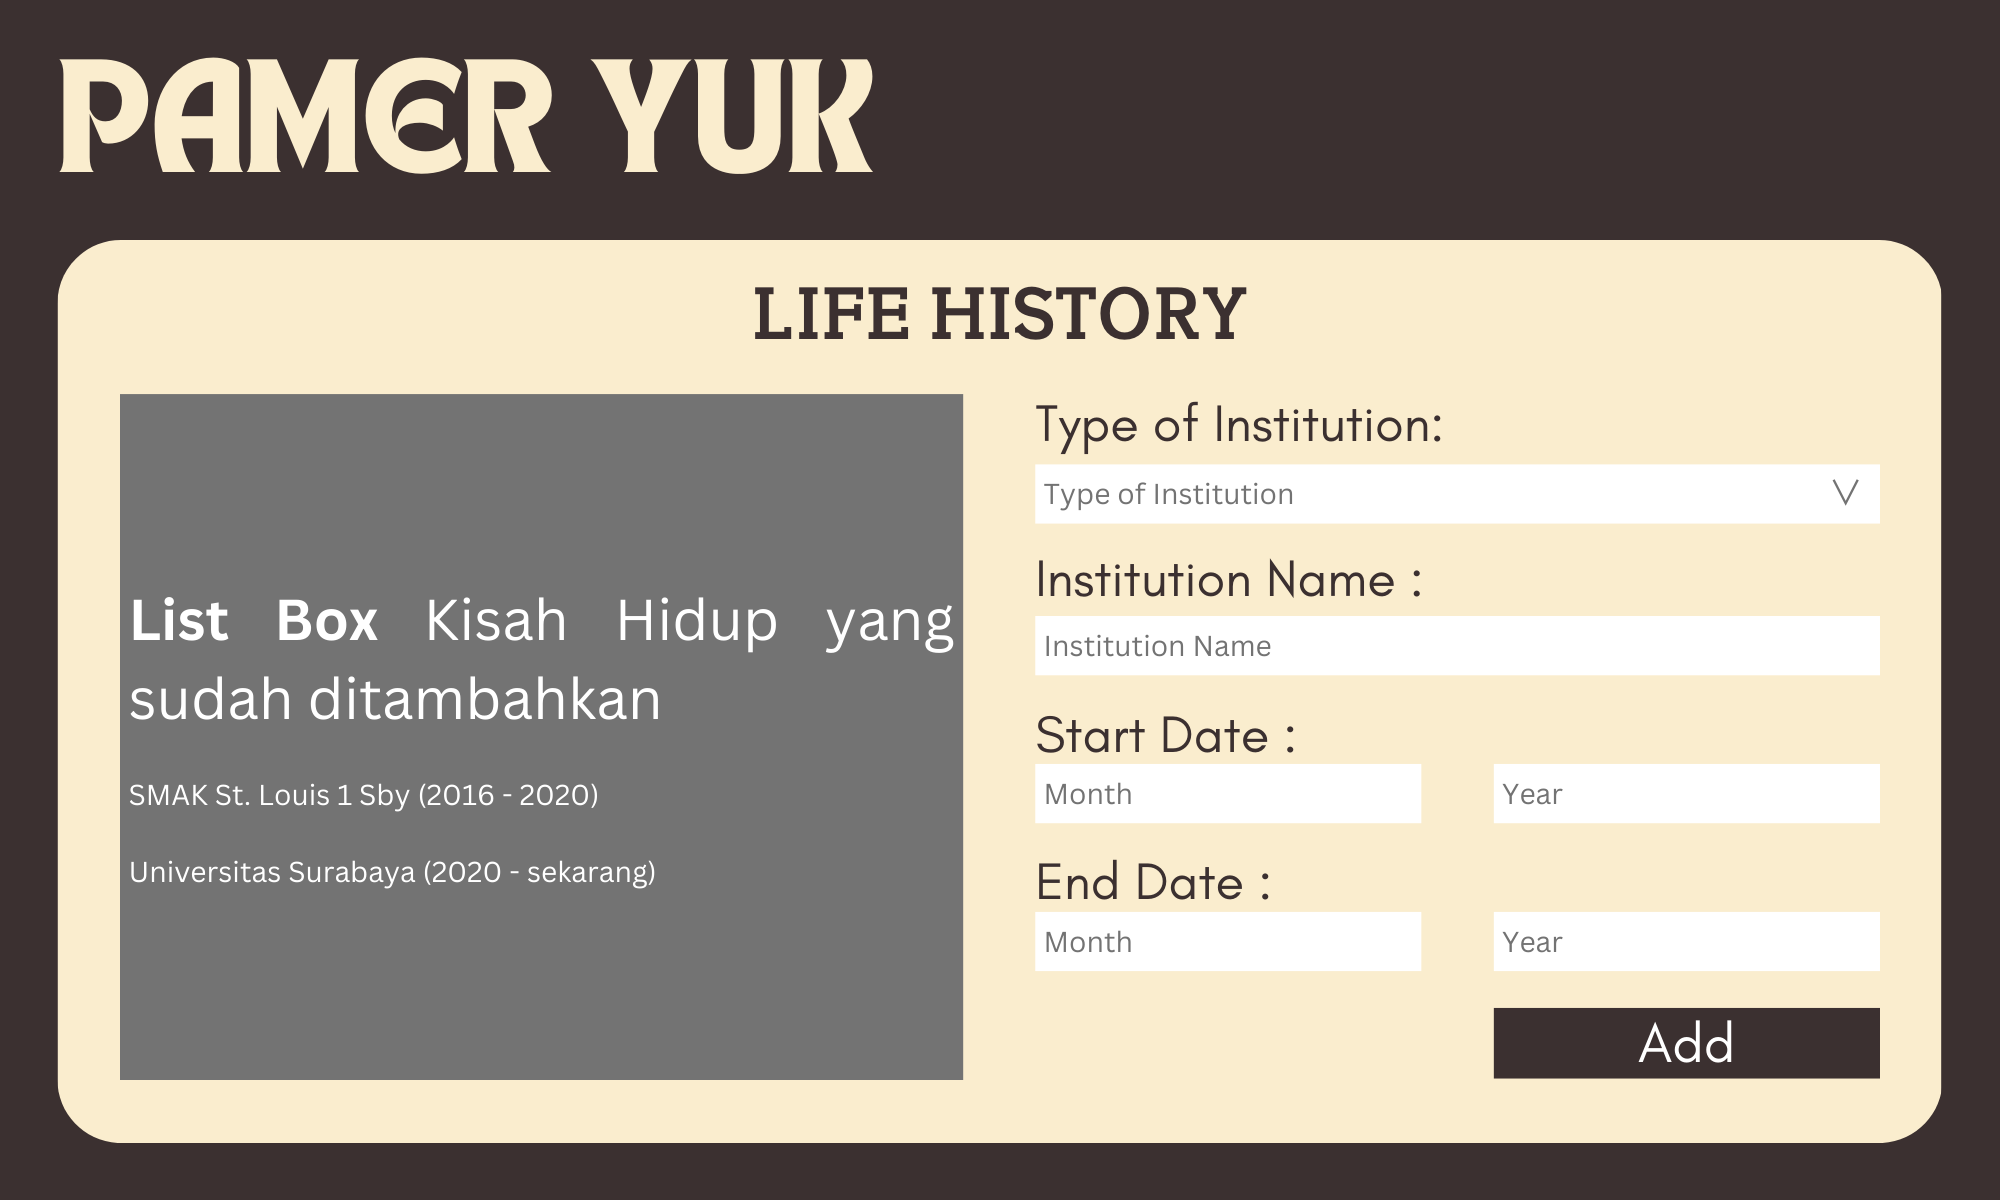 PAMER YUK
LIFE HISTORY
List Box Kisah Hidup yang
sudah ditambahkan
SMAK St. Louis 1 Sby (2016 - 2020)
Universitas Surabaya (2020 - sekarang)
Type of Institution:
Type of Institution V
Institution Name :
Institution Name
Start Date :
Month Year
End Date :
Month Year
Add